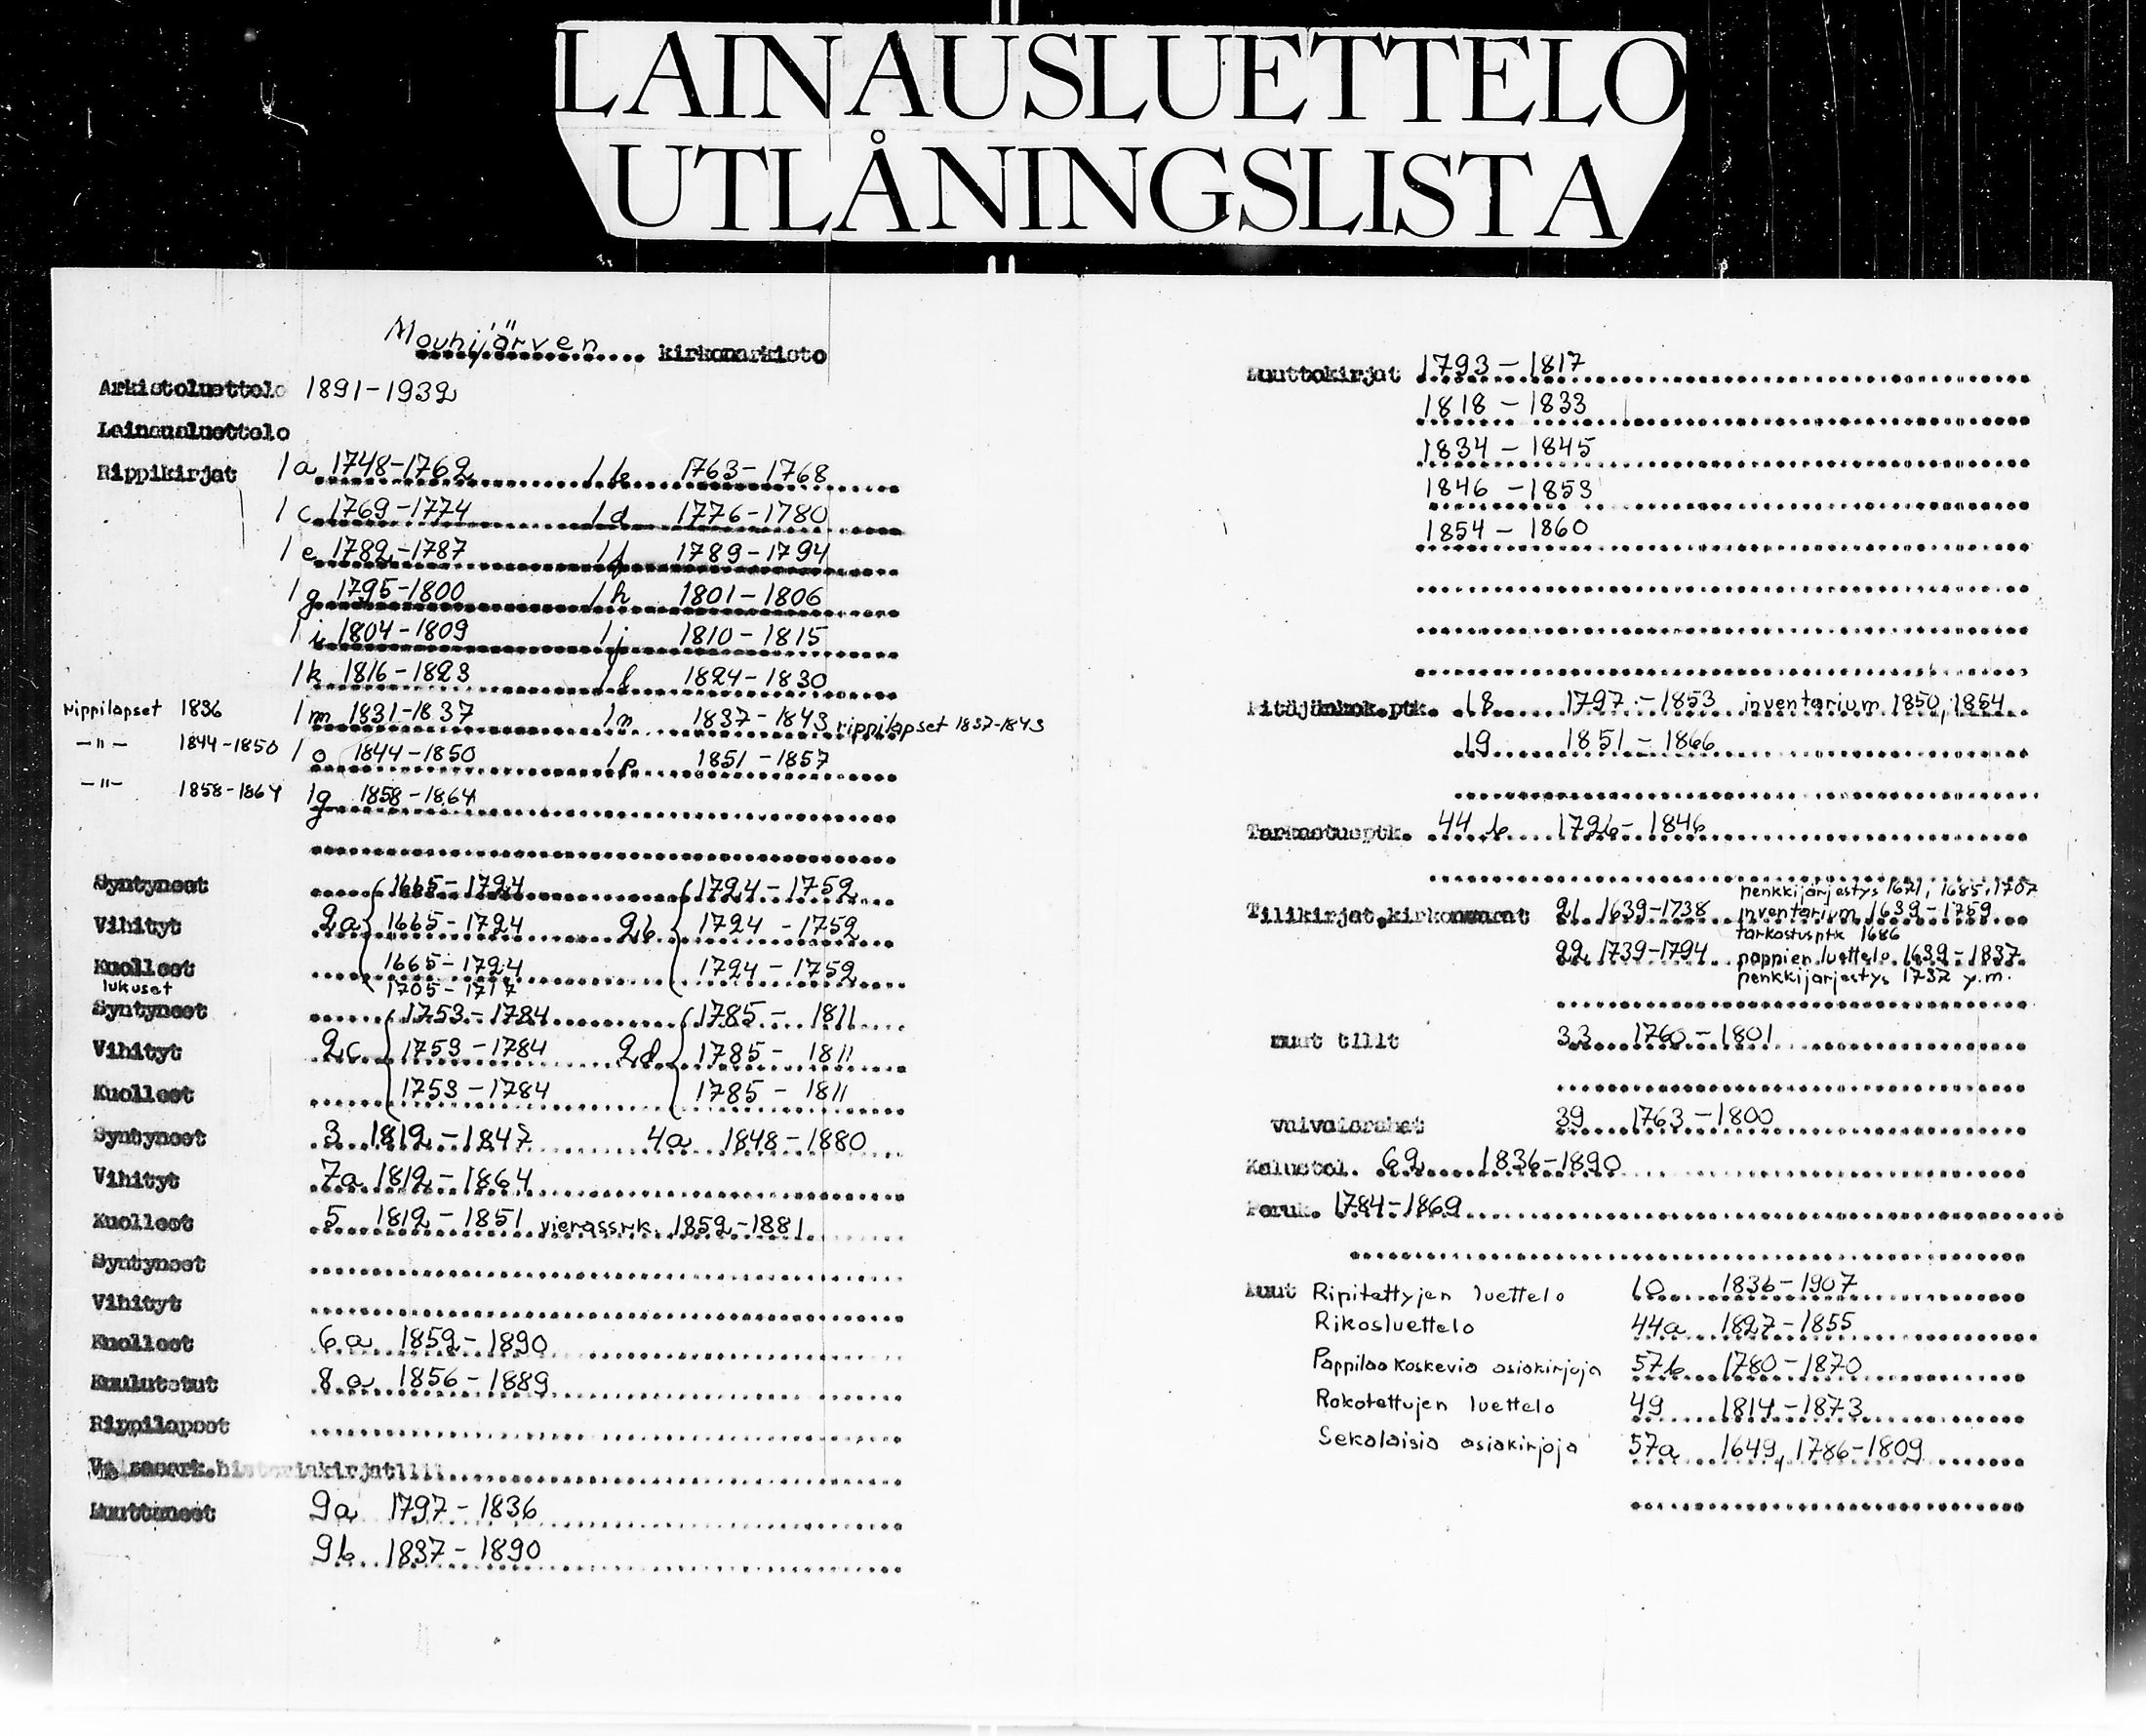 LAINAUSLUETTELO
UTLÅNINGSLISTA
Mouhijärven kirkonarkisto
Arkistoluettelo 1891-1932
Lainausluettelo
Rippikirjat 1a 1748-1762 1b 1763-1768
1c 1769-1774 1d 1776-1780
1e 1782-1787 1f 1789-1794
1g 1795-1800 1h 1801-1806
1i 1804-1809 1j 1810-1815
1k 1816-1823 1l 1824-1830
rippilapset 1836 1m 1831-1837 1n 1837-1843 rippilapset 1837-1843
-"- 1844-1850 1o 1844-1850 1p 1851-1857
-"- 1858-1864 1q 1858-1864
Syntyneet 1665-1724 1724-1752
Vihityt 2a 1665-1724 2b 1724-1752
Kuolleet 1665-1724 1724-1752
lukuset 1705-1717
Syntyneet 1753-1784 1785-1811
Vihityt 2c 1753-1784 2d 1785-1811
Kuolleet 1753-1784 1785-1811
Syntyneet 3 1812-1847 4a 1848-1880
Vihityt 7a 1812-1864
Kuolleet 5 1812-1851 vierassrk. 1852-1881
Syntyneet
Vihityt
Kuolleet 6a 1852-1890
Kuulutetut 8a 1856-1889
Rippilapset
historiakirjat
Muuttaneet 9a 1797-1836
9b 1837-1890
Muuttokirjat 1793-1817
1818-1833
1834-1845
1846-1853
1854-1860
Pitäjänkok.ptk. 18 1797-1853 inventarium 1850, 1854
19 1851-1866
Tarkastusptk. 44b 1726-1846
penkkijärjestys 1671, 1685, 1707
Tilikirjat, kirkonvarat 21 1639-1738 inventarium 1639-1759
tarkastusptk 1686
22 1739-1794 pappien luettelo 1639-1837
penkkijärjestys 1737 y.m.
muut tilit 33 1760-1801
vaivaisrahat 39 1763-1800
Kalustol. 62 1836-1890
Peruk. 1784-1869
Muut Ripitettyjen luettelo 10 1836-1907
Rikosluettelo 44a 1827-1855
Pappilaa koskevia asiakirjoja 57b 1780-1870
Rokotettujen luettelo 49 1814-1873
Sekalaisia asiakirjoja 57a 1649, 1786-1809